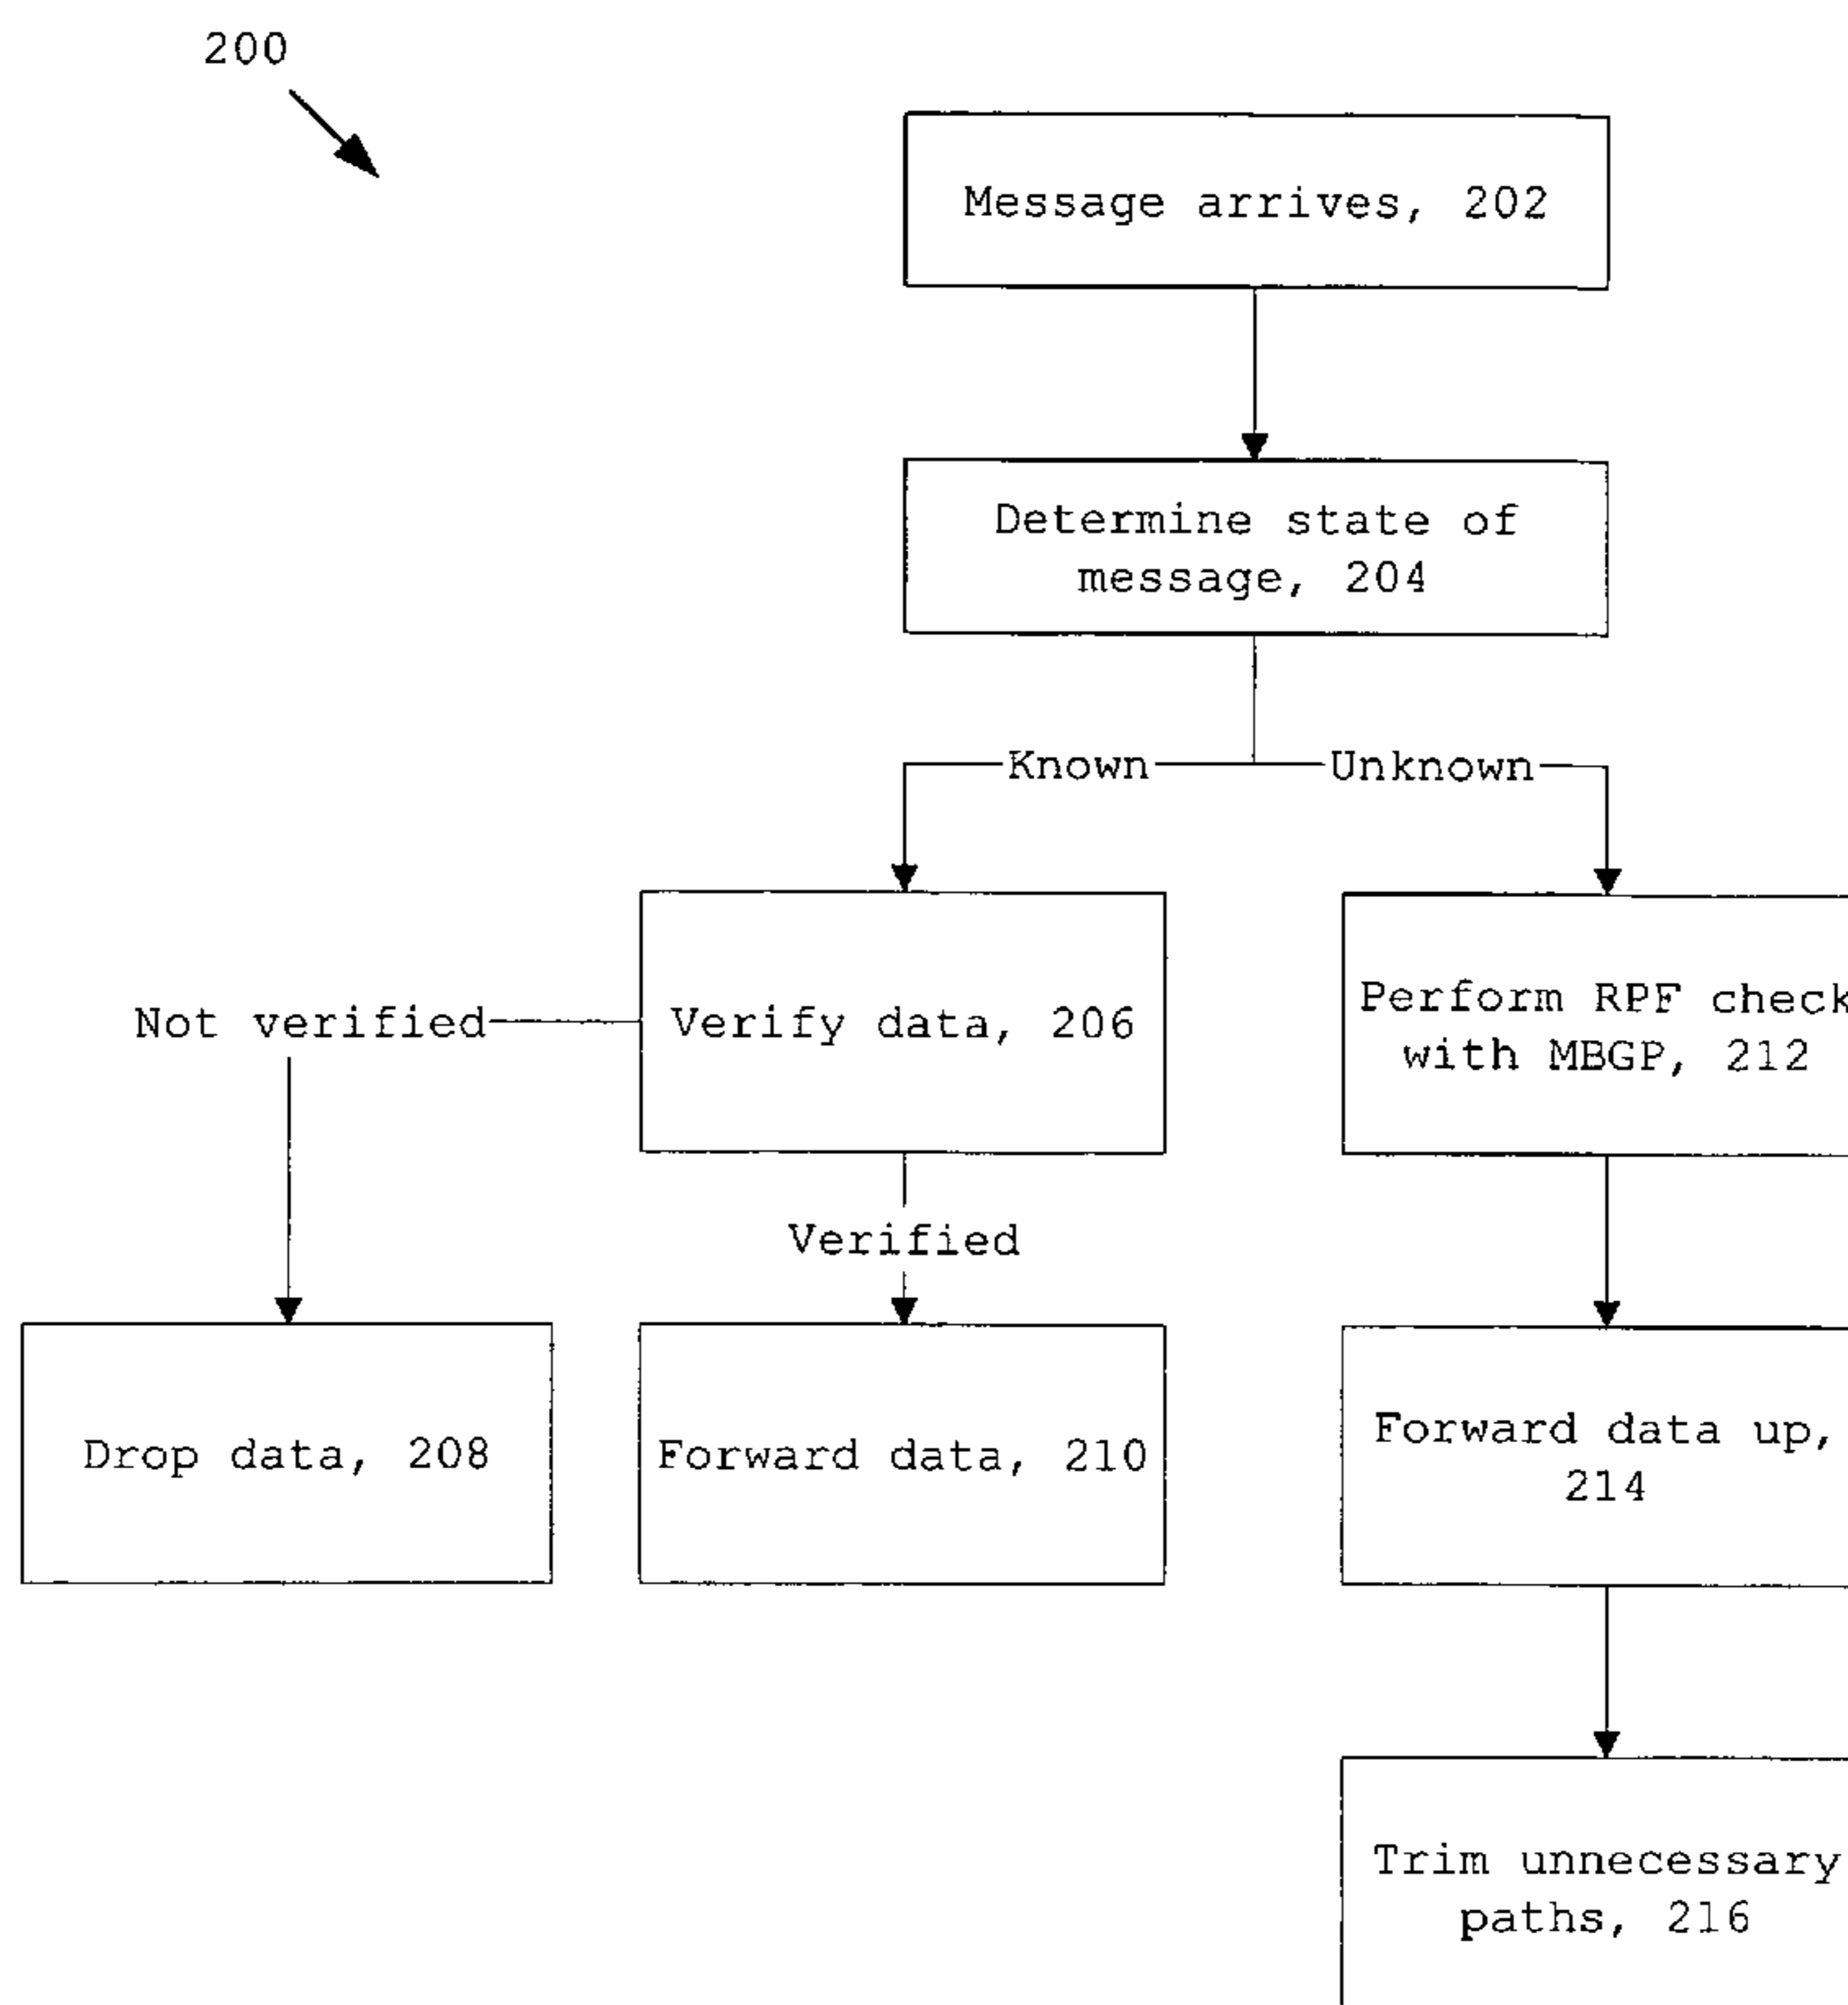 200
Message arrives, 202
Determine state of
message, 204
Known
Unknown
Not verified
Verify data, 206
Perform RPF check
with MBGP, 212
Verified
Drop data, 208
Forward data, 210
Forward data up,
214
Trim unnecessary
paths, 216